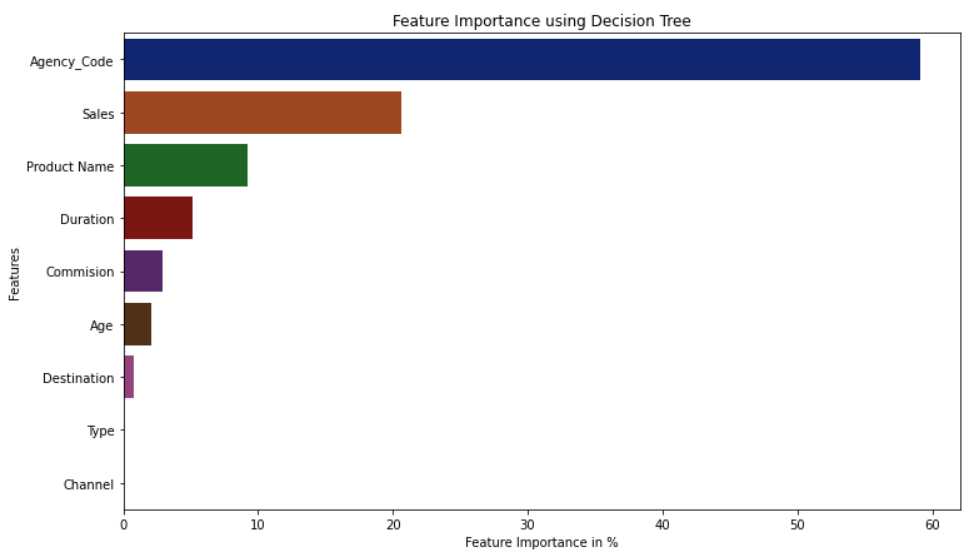 Feature Importance using Decision Tree
Features
Agency_Code
Sales
Product Name
Duration
Commision
Age
Destination
Type
Channel
0 10 20 30 40 50 60
Feature Importance in %